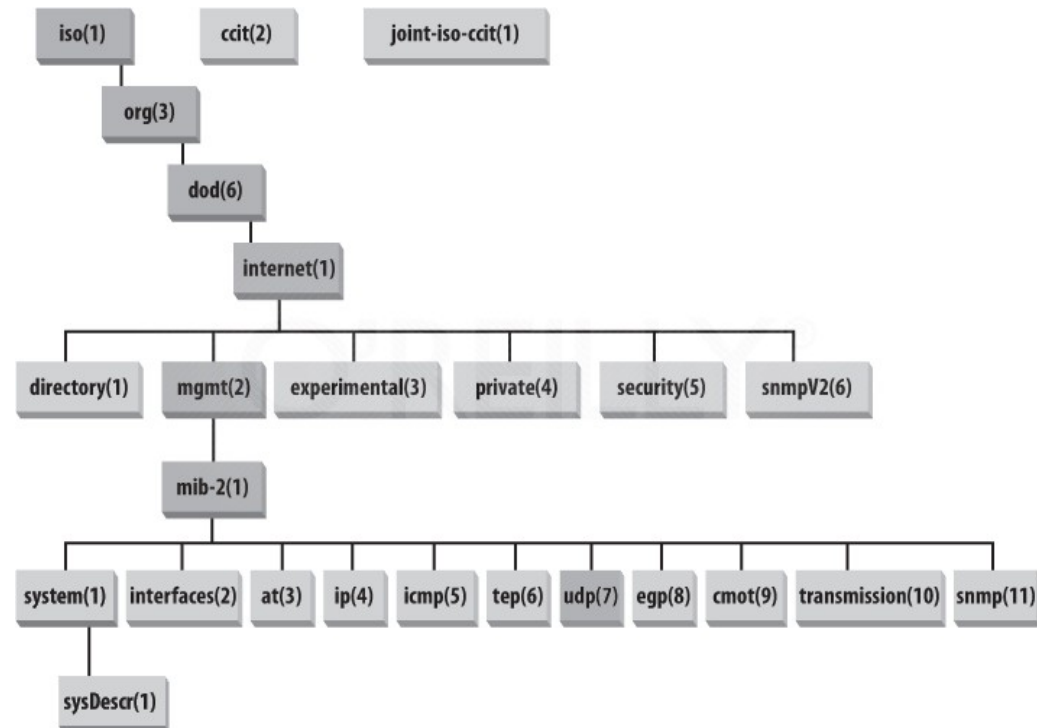 iso(1) ccit(2) joint-iso-ccit(1)
org(3)
dod(6)
internet(1)
O'REILLY®
directory(1) mgmt(2) experimental(3) private(4) security(5) snmpV2(6)
mib-2(1)
system(1) interfaces(2) at(3) ip(4) icmp(5) tep(6) udp(7) egp(8) cmot(9) transmission(10) snmp(11)
sysDescr(1)